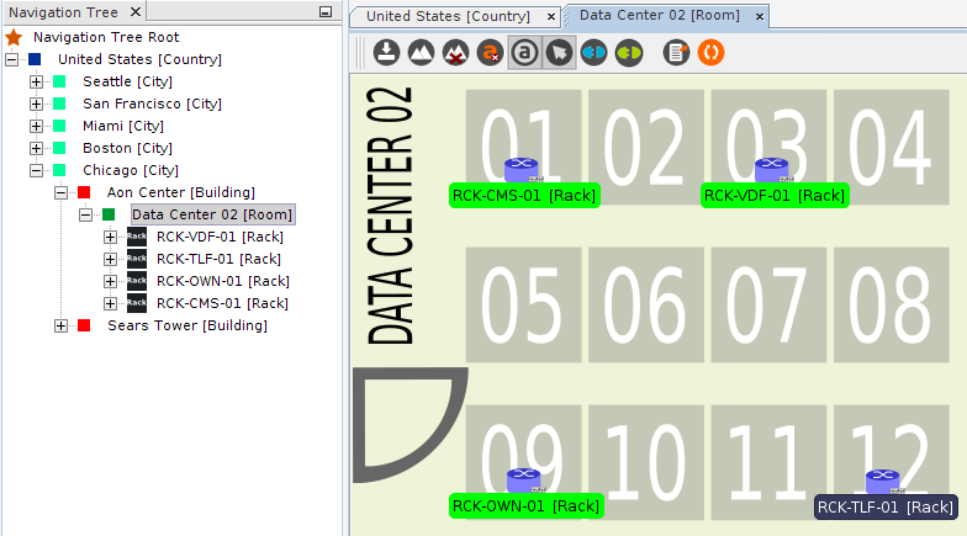 Navigation Tree
Navigation Tree Root
United States [Country]
Seattle [City]
San Francisco [City]
Miami [City]
Boston [City]
Chicago [City]
Aon Center [Building]
Data Center 02 [Room]
Rack RCK-VDF-01 [Rack]
Rack RCK-TLF-01 [Rack]
Rack RCK-OWN-01 [Rack]
Rack RCK-CMS-01 [Rack]
Sears Tower [Building]
United States [Country] Data Center 02 [Room]
a a
DATA CENTER 02
01 02 03 04
RCK-CMS-01 [Rack] RCK-VDF-01 [Rack]
05 06 07 08
09 10 11 12
RCK-OWN-01 [Rack] RCK-TLF-01 [Rack]